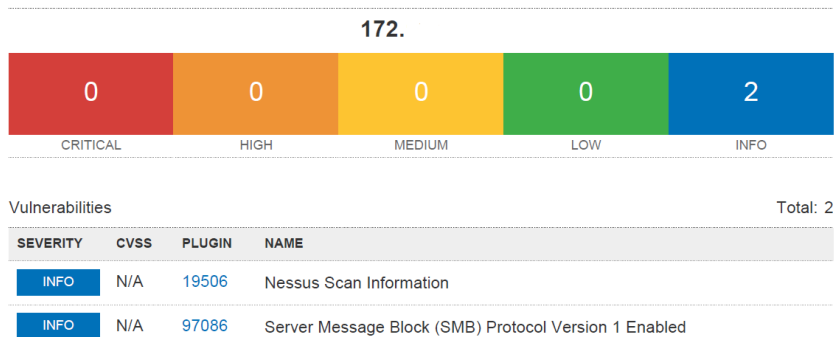 172.
0 0 0 0 2
CRITICAL HIGH MEDIUM LOW INFO
Vulnerabilities Total: 2
SEVERITY CVSS PLUGIN NAME
INFO N/A 19506 Nessus Scan Information
INFO N/A 97086 Server Message Block (SMB) Protocol Version 1 Enabled